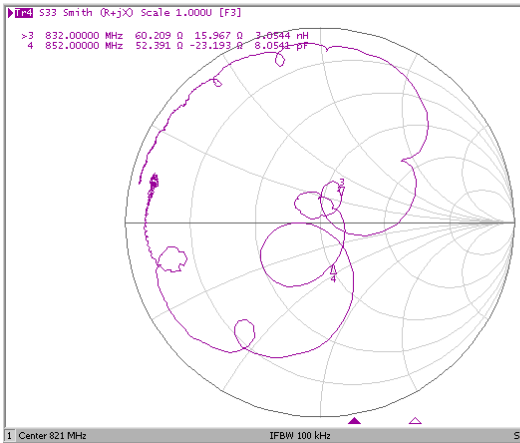 Tr4 S33 Smith (R+jX) Scale 1.000U [F3]
>3 832.00000 MHz 60.209 Ω 15.967 Ω 3.0544 nH
4 852.00000 MHz 52.391 Ω -23.193 Ω 8.0541 pF
3
4
1 Center 821 MHz IFBW 100 kHz S